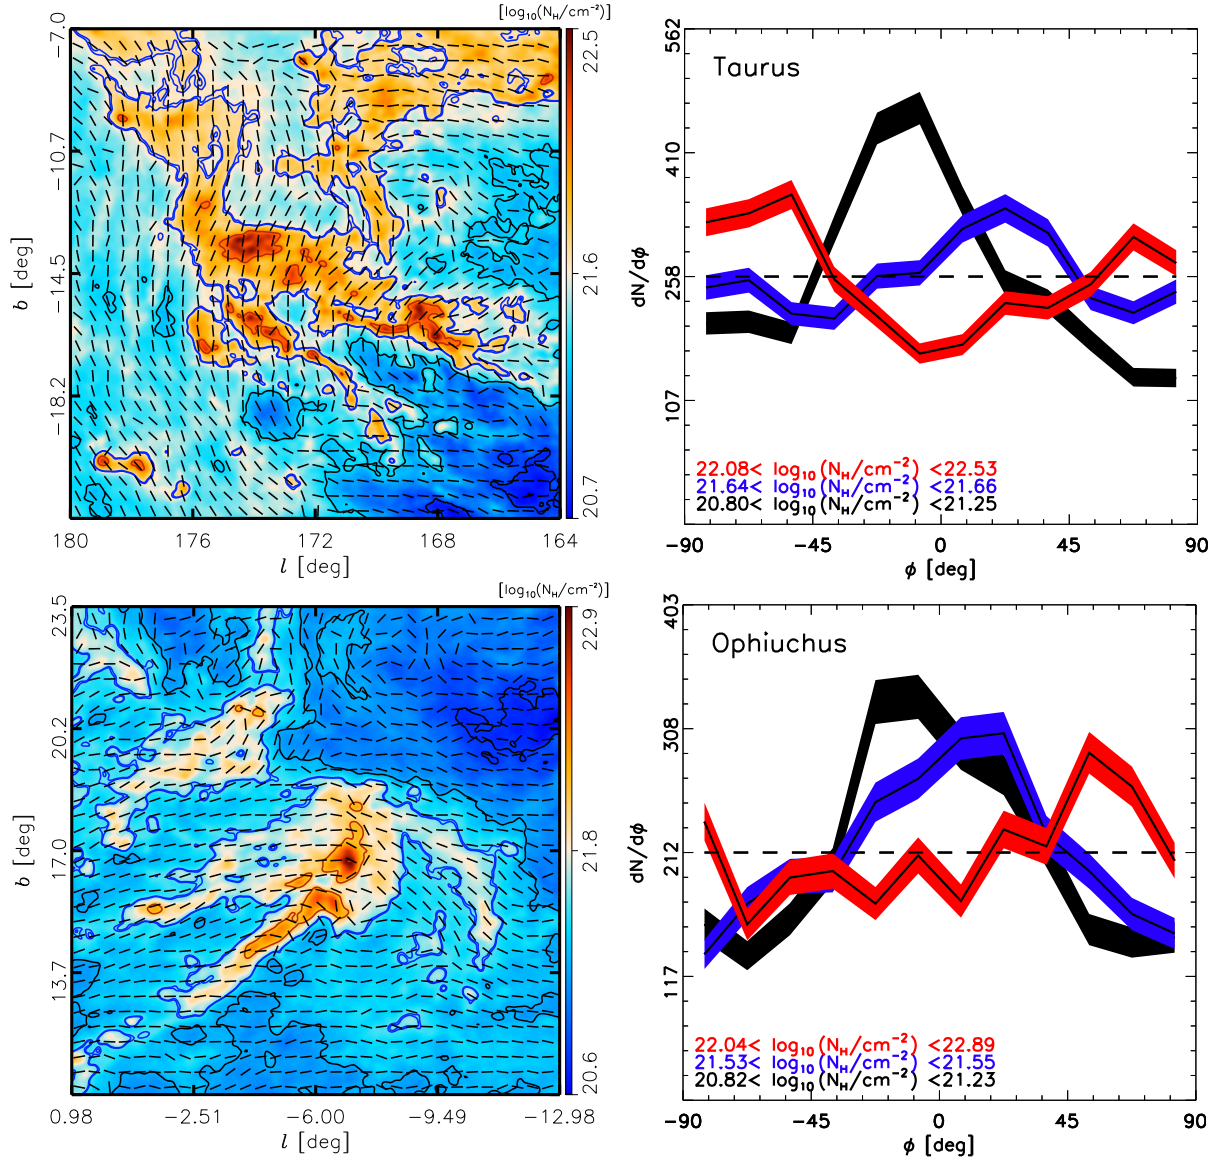 [log₁₀(N_H/cm⁻²)]
−7.0
−10.7
−14.5
−18.2
b [deg]
22.5
21.6
20.7
180 176 172 168 164
l [deg]
Taurus
562
410
258
107
dN/dϕ
22.08< log₁₀(N_H/cm⁻²) <22.53
21.64< log₁₀(N_H/cm⁻²) <21.66
20.80< log₁₀(N_H/cm⁻²) <21.25
−90 −45 0 45 90
ϕ [deg]
[log₁₀(N_H/cm⁻²)]
23.5
20.2
17.0
13.7
b [deg]
22.9
21.8
20.6
0.98 −2.51 −6.00 −9.49 −12.98
l [deg]
Ophiuchus
403
308
212
117
dN/dϕ
22.04< log₁₀(N_H/cm⁻²) <22.89
21.53< log₁₀(N_H/cm⁻²) <21.55
20.82< log₁₀(N_H/cm⁻²) <21.23
−90 −45 0 45 90
ϕ [deg]